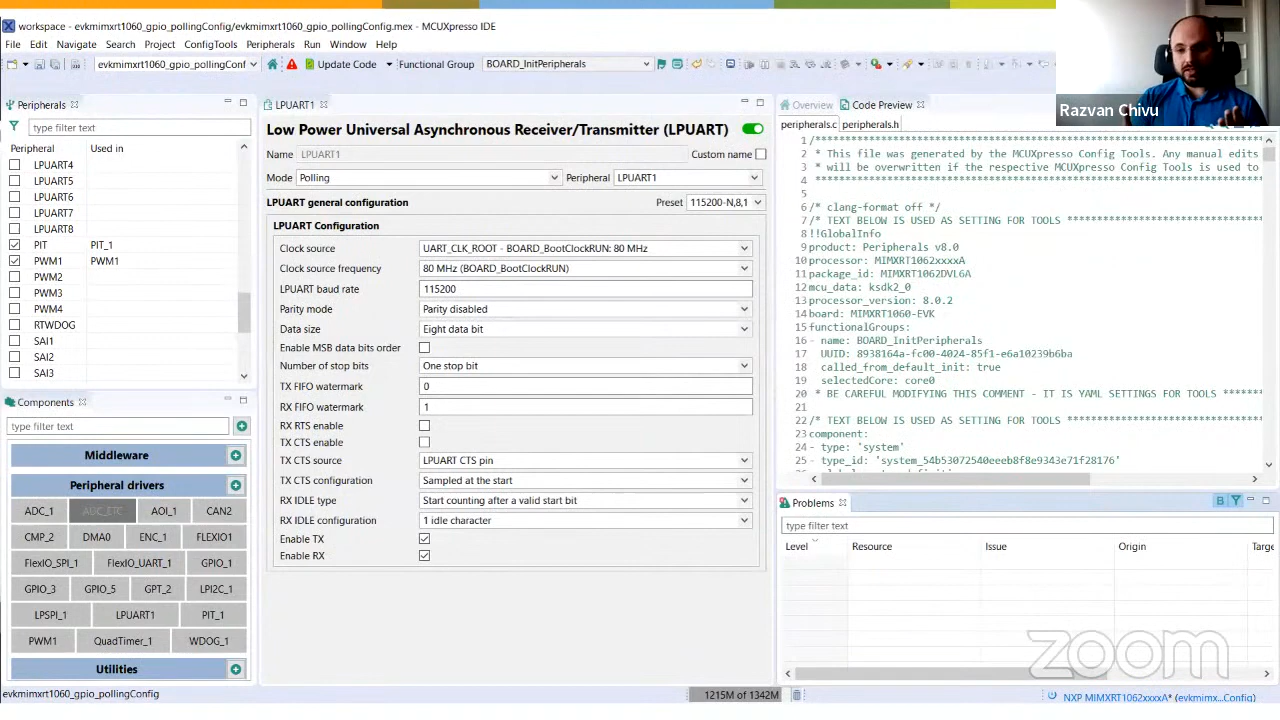 workspace - evkmimxrt1060_gpio_pollingConfig/evkmimxrt1060_gpio_pollingConfig.mex - MCUXpresso IDE
File Edit Navigate Search Project ConfigTools Peripherals Run Window Help
evkmimxrt1060_gpio_pollingConf Update Code Functional Group BOARD_InitPeripherals
Razvan Chivu
Peripherals
type filter text
Peripheral Used in
LPUART4
LPUART5
LPUART6
LPUART7
LPUART8
PIT PIT_1
PWM1 PWM1
PWM2
PWM3
PWM4
RTWDOG
SAI1
SAI2
SAI3
Components
type filter text
Middleware
Peripheral drivers
ADC_1 ADC_ETC AOI_1 CAN2
CMP_2 DMA0 ENC_1 FLEXIO1
FlexIO_SPI_1 FlexIO_UART_1 GPIO_1
GPIO_3 GPIO_5 GPT_2 LPI2C_1
LPSPI_1 LPUART1 PIT_1
PWM1 QuadTimer_1 WDOG_1
Utilities
evkmimxrt1060_gpio_pollingConfig
LPUART1
Low Power Universal Asynchronous Receiver/Transmitter (LPUART)
Name LPUART1 Custom name
Mode Polling Peripheral LPUART1
LPUART general configuration Preset 115200-N,8,1
LPUART Configuration
Clock source UART_CLK_ROOT - BOARD_BootClockRUN: 80 MHz
Clock source frequency 80 MHz (BOARD_BootClockRUN)
LPUART baud rate 115200
Parity mode Parity disabled
Data size Eight data bit
Enable MSB data bits order
Number of stop bits One stop bit
TX FIFO watermark 0
RX FIFO watermark 1
RX RTS enable
TX CTS enable
TX CTS source LPUART CTS pin
TX CTS configuration Sampled at the start
RX IDLE type Start counting after a valid start bit
RX IDLE configuration 1 idle character
Enable TX
Enable RX
1215M of 1342M
Overview Code Preview
peripherals.c peripherals.h
1 /***********************************************************************
2 * This file was generated by the MCUXpresso Config Tools. Any manual edits
3 * will be overwritten if the respective MCUXpresso Config Tools is used to
4 ***********************************************************************
5
6 /* clang-format off */
7 /* TEXT BELOW IS USED AS SETTING FOR TOOLS *****************************
8 !!GlobalInfo
9 product: Peripherals v8.0
10 processor: MIMXRT1062xxxxA
11 package_id: MIMXRT1062DVL6A
12 mcu_data: ksdk2_0
13 processor_version: 8.0.2
14 board: MIMXRT1060-EVK
15 functionalGroups:
16 - name: BOARD_InitPeripherals
17 UUID: 8938164a-fc00-4024-85f1-e6a10239b6ba
18 called_from_default_init: true
19 selectedCore: core0
20 * BE CAREFUL MODIFYING THIS COMMENT - IT IS YAML SETTINGS FOR TOOLS *******
21
22 /* TEXT BELOW IS USED AS SETTING FOR TOOLS *****************************
23 component:
24 - type: 'system'
25 - type_id: 'system_54b53072540eeeb8f8e9343e71f28176'
Problems
type filter text
Level Resource Issue Origin Targe
zoom
NXP MIMXRT1062xxxxA* (evkmimx...Config)